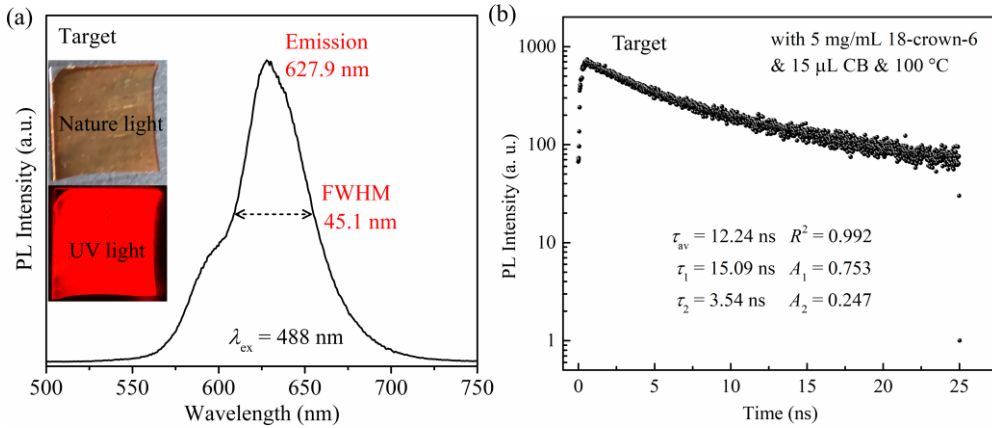 (a)
Target
Nature light
UV light
Emission
627.9 nm
FWHM
45.1 nm
λex = 488 nm
PL Intensity (a.u.)
500 550 600 650 700 750
Wavelength (nm)
(b)
Target
with 5 mg/mL 18-crown-6
& 15 μL CB & 100 °C
τav = 12.24 ns R² = 0.992
τ1 = 15.09 ns A1 = 0.753
τ2 = 3.54 ns A2 = 0.247
PL Intensity (a. u.)
1000
100
10
1
0 5 10 15 20 25
Time (ns)